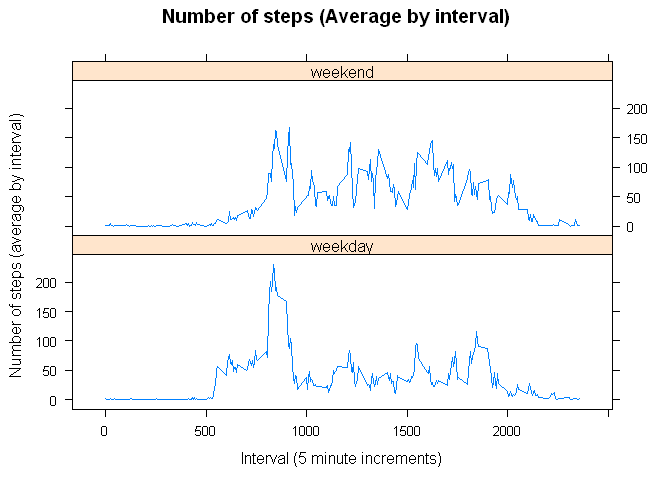 Number of steps (Average by interval)
weekend
200
150
100
50
0
weekday
200
150
100
50
0
Number of steps (average by interval)
0 500 1000 1500 2000
Interval (5 minute increments)